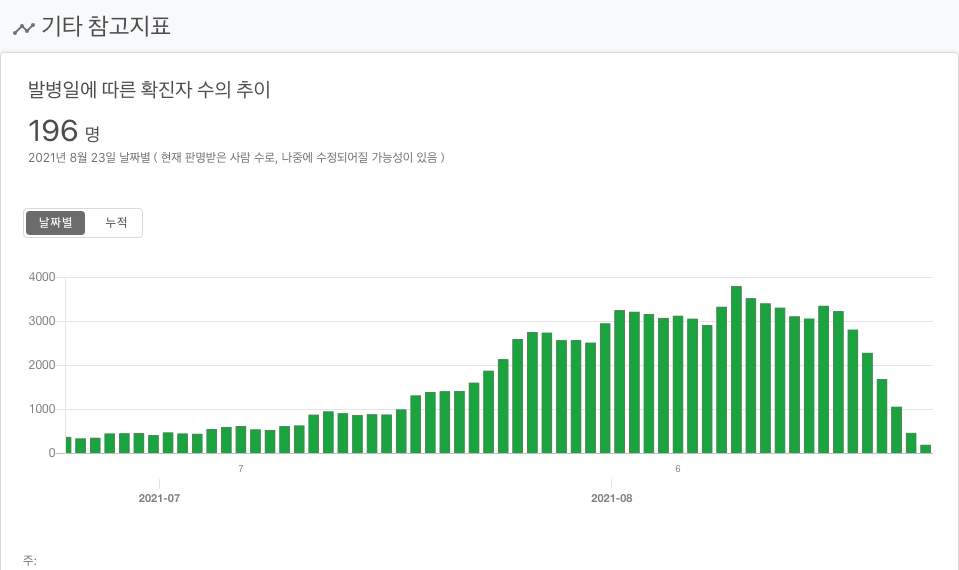 기타 참고지표
발병일에 따른 확진자 수의 추이
196 명
2021년 8월 23일 날짜별 ( 현재 판명받은 사람 수로, 나중에 수정되어질 가능성이 있음 )
날짜별 누적
4000
3000
2000
1000
0
7 6
2021-07 2021-08
주: